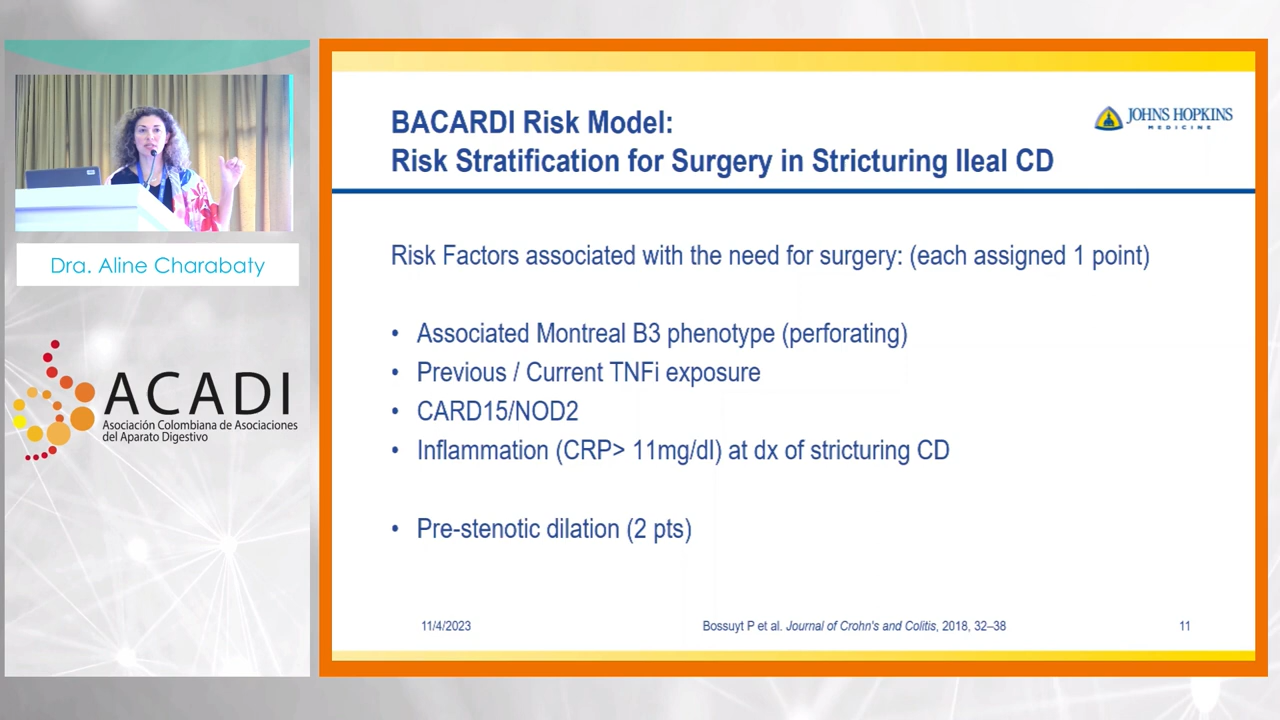 Dra. Aline Charabaty
ACADI
Asociación Colombiana de Asociaciones
del Aparato Digestivo
BACARDI Risk Model:
Risk Stratification for Surgery in Stricturing Ileal CD
JOHNS HOPKINS
MEDICINE
Risk Factors associated with the need for surgery: (each assigned 1 point)
• Associated Montreal B3 phenotype (perforating)
• Previous / Current TNFi exposure
• CARD15/NOD2
• Inflammation (CRP> 11mg/dl) at dx of stricturing CD
• Pre-stenotic dilation (2 pts)
11/4/2023
Bossuyt P et al. Journal of Crohn's and Colitis, 2018, 32–38
11